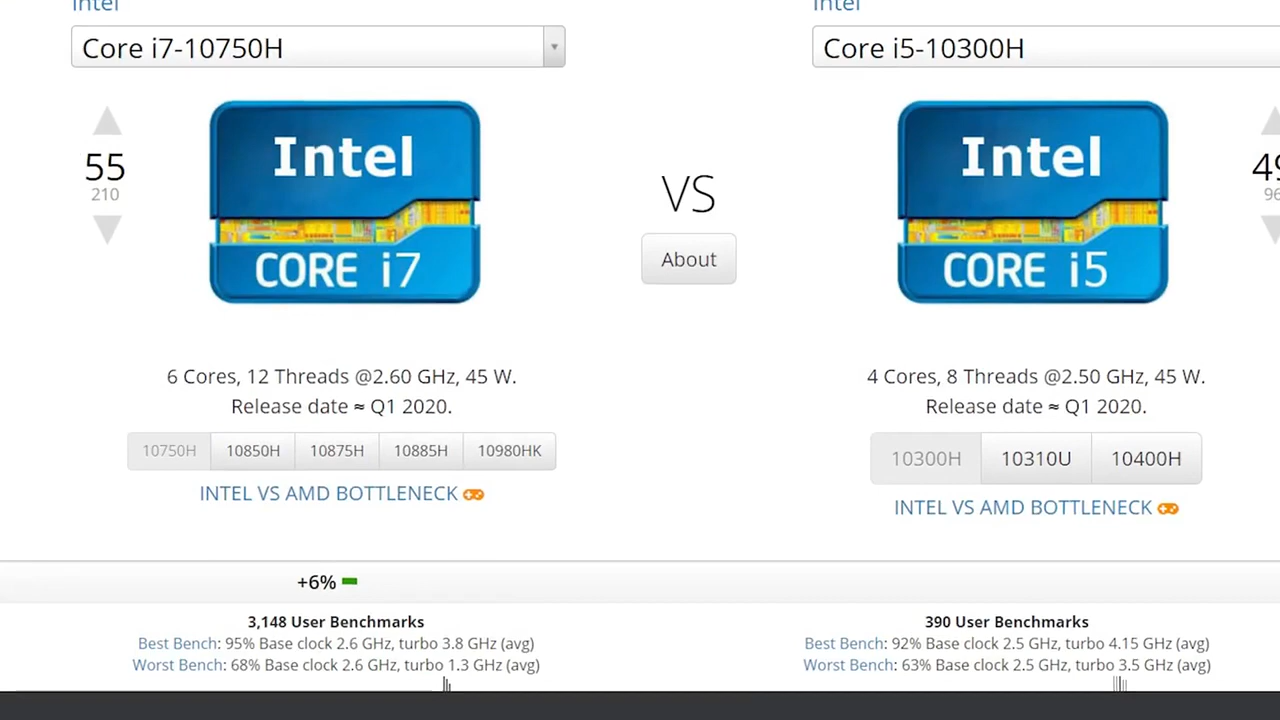 Intel
Core i7-10750H
55
210
Intel
CORE i7
6 Cores, 12 Threads @2.60 GHz, 45 W.
Release date ≈ Q1 2020.
10750H 10850H 10875H 10885H 10980HK
INTEL VS AMD BOTTLENECK
VS
About
Intel
Core i5-10300H
49
96
Intel
CORE i5
4 Cores, 8 Threads @2.50 GHz, 45 W.
Release date ≈ Q1 2020.
10300H 10310U 10400H
INTEL VS AMD BOTTLENECK
+6%
3,148 User Benchmarks
Best Bench: 95% Base clock 2.6 GHz, turbo 3.8 GHz (avg)
Worst Bench: 68% Base clock 2.6 GHz, turbo 1.3 GHz (avg)
390 User Benchmarks
Best Bench: 92% Base clock 2.5 GHz, turbo 4.15 GHz (avg)
Worst Bench: 63% Base clock 2.5 GHz, turbo 3.5 GHz (avg)